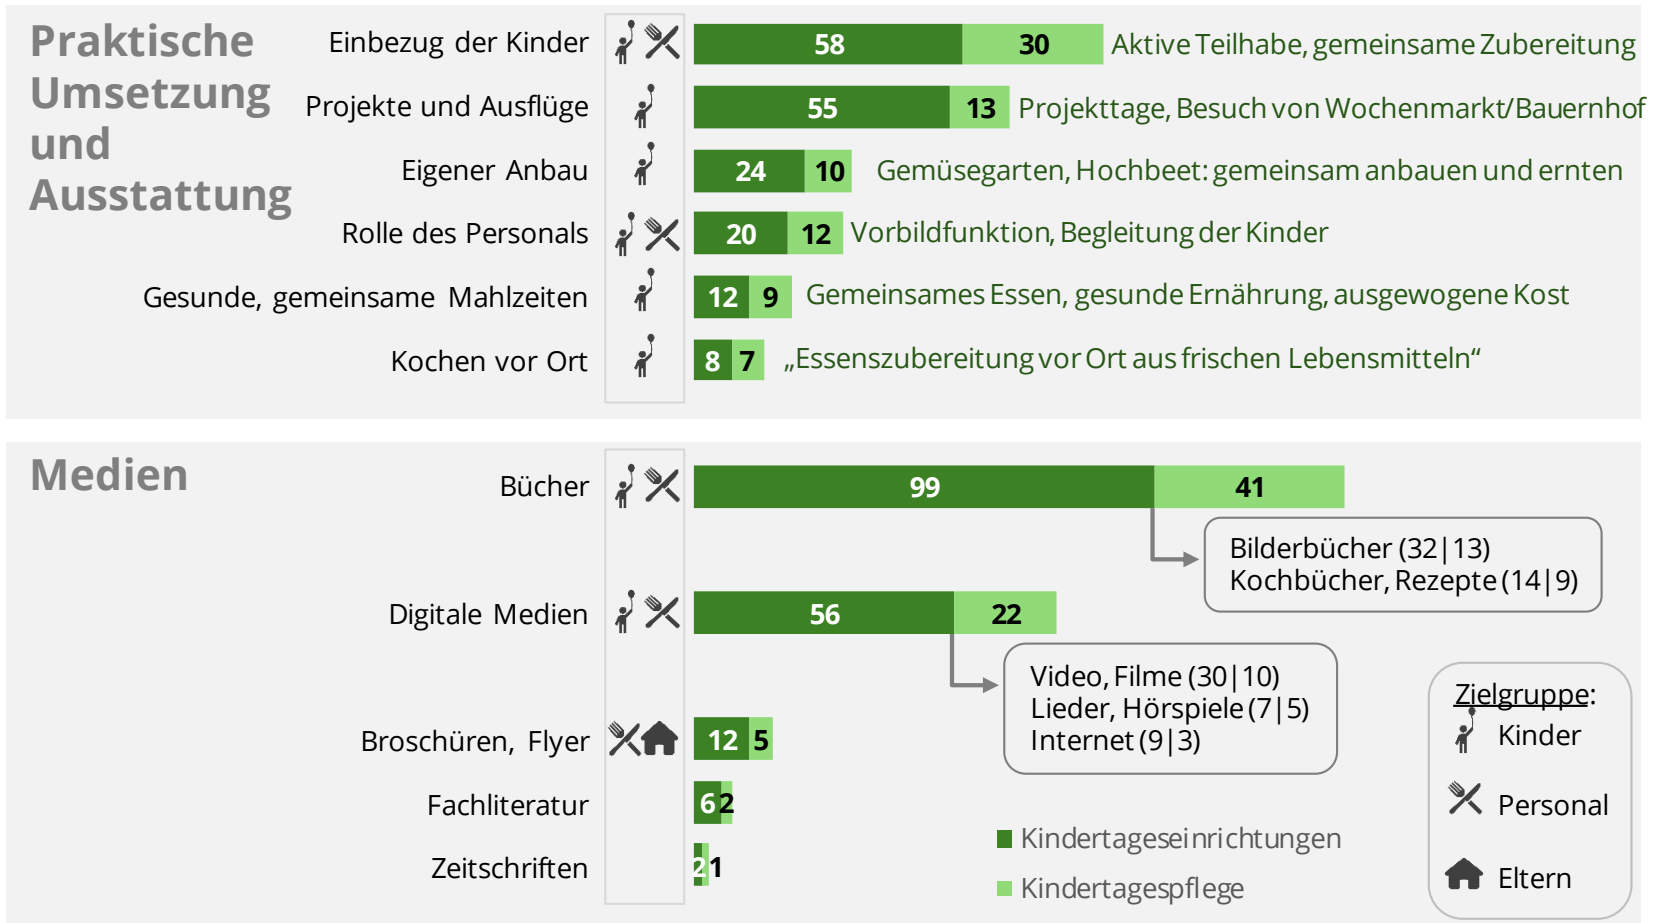 Praktische
Umsetzung
und
Ausstattung
Einbezug der Kinder 58 30 Aktive Teilhabe, gemeinsame Zubereitung
Projekte und Ausflüge 55 13 Projekttage, Besuch von Wochenmarkt/Bauernhof
Eigener Anbau 24 10 Gemüsegarten, Hochbeet: gemeinsam anbauen und ernten
Rolle des Personals 20 12 Vorbildfunktion, Begleitung der Kinder
Gesunde, gemeinsame Mahlzeiten 12 9 Gemeinsames Essen, gesunde Ernährung, ausgewogene Kost
Kochen vor Ort 8 7 „Essenszubereitung vor Ort aus frischen Lebensmitteln“
Medien
Bücher 99 41
Bilderbücher (32|13)
Kochbücher, Rezepte (14|9)
Digitale Medien 56 22
Video, Filme (30|10)
Lieder, Hörspiele (7|5)
Internet (9|3)
Broschüren, Flyer 12 5
Fachliteratur 6 2
Zeitschriften 2 1
Kindertageseinrichtungen
Kindertagespflege
Zielgruppe:
Kinder
Personal
Eltern